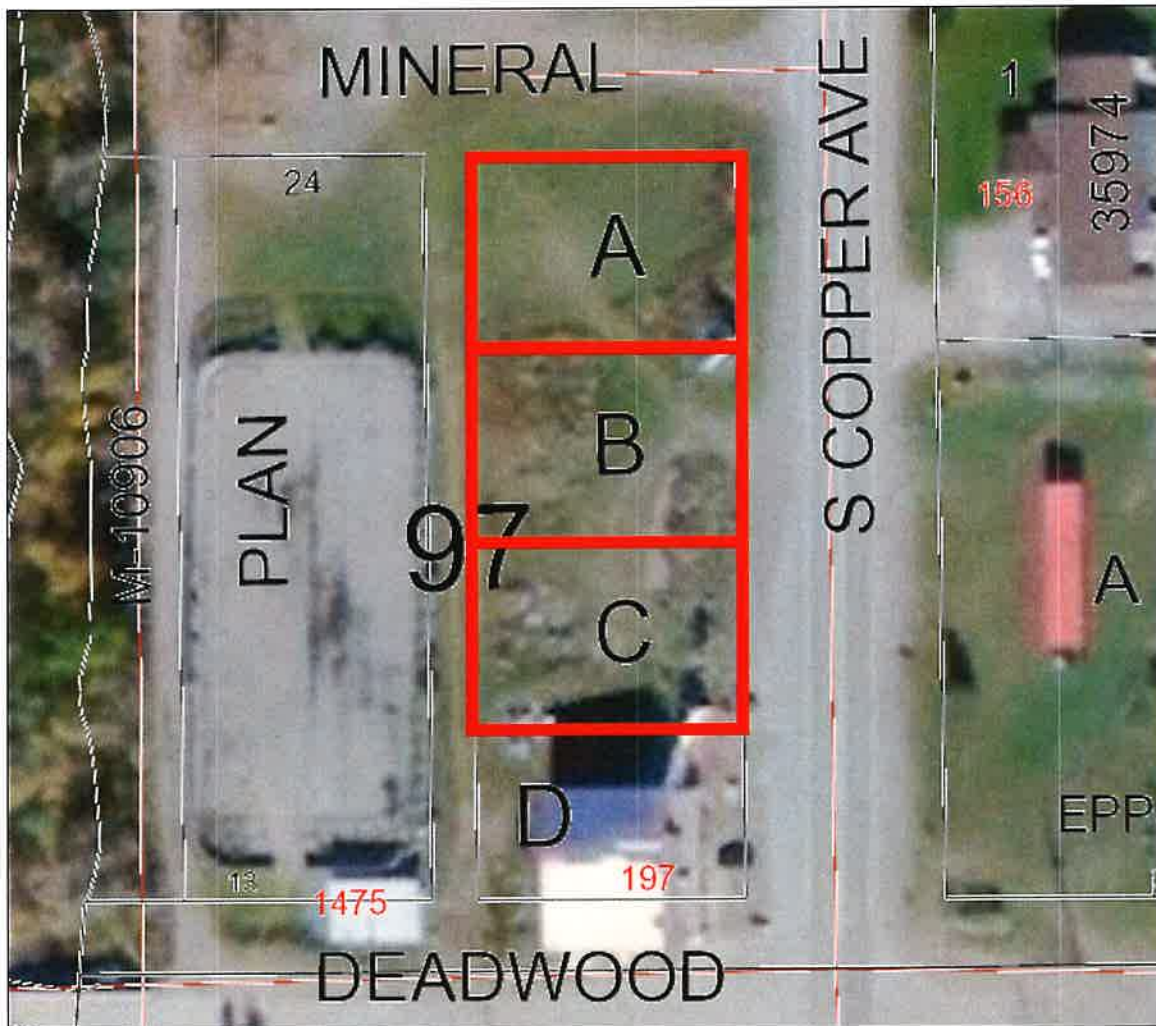 MINERAL
24
A
S COPPER AVE
1
156
35974
B
M-10906
PLAN
97
C
A
D
EPP
13
1475
197
DEADWOOD